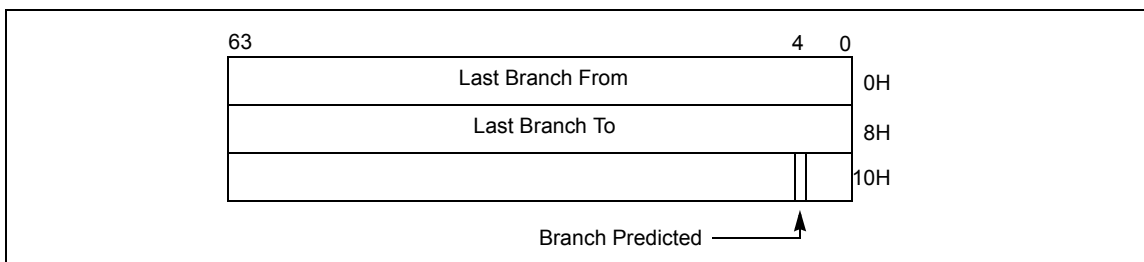 63 4 0
Last Branch From 0H
Last Branch To 8H
10H
Branch Predicted